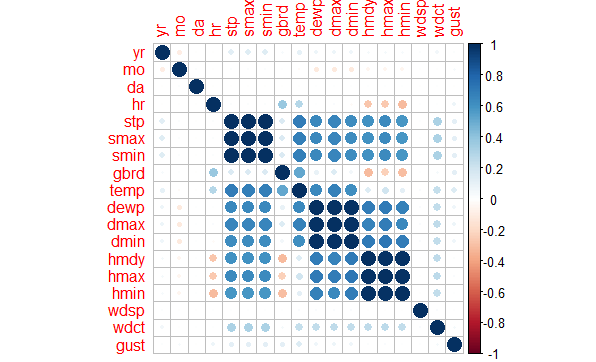 yr mo da hr stp smax smin gbrd temp dewp dmax dmin hmdy hmax hmin wdsp wdct gust
yr
mo
da
hr
stp
smax
smin
gbrd
temp
dewp
dmax
dmin
hmdy
hmax
hmin
wdsp
wdct
gust
1
0.8
0.6
0.4
0.2
0
-0.2
-0.4
-0.6
-0.8
-1